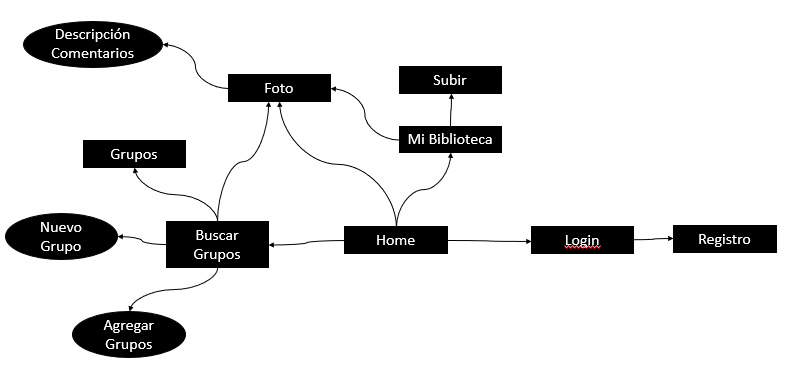 Descripción
Comentarios
Foto
Subir
Mi Biblioteca
Grupos
Nuevo
Grupo
Buscar
Grupos
Home
Login
Registro
Agregar
Grupos